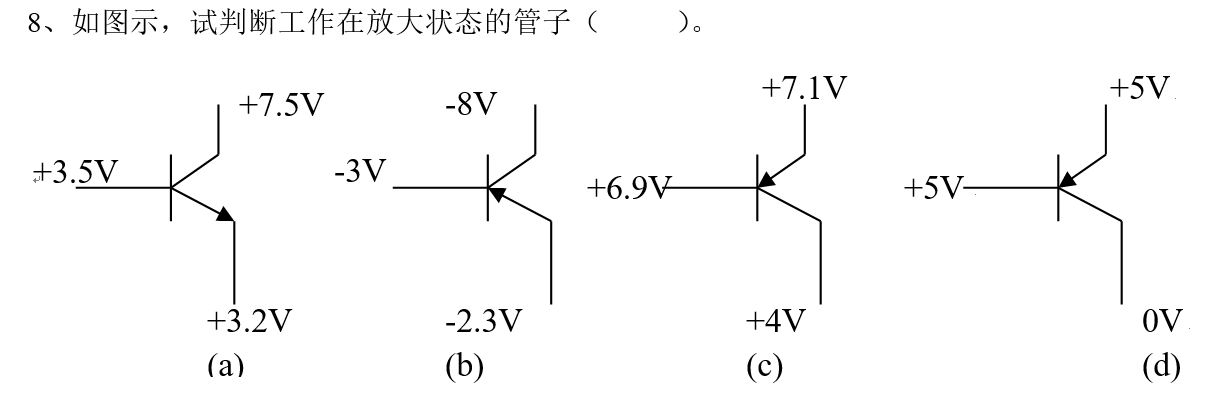 8、如图示，试判断工作在放大状态的管子（　　）。
+7.5V -8V +7.1V +5V
+3.5V -3V +6.9V +5V
+3.2V -2.3V +4V 0V
(a) (b) (c) (d)